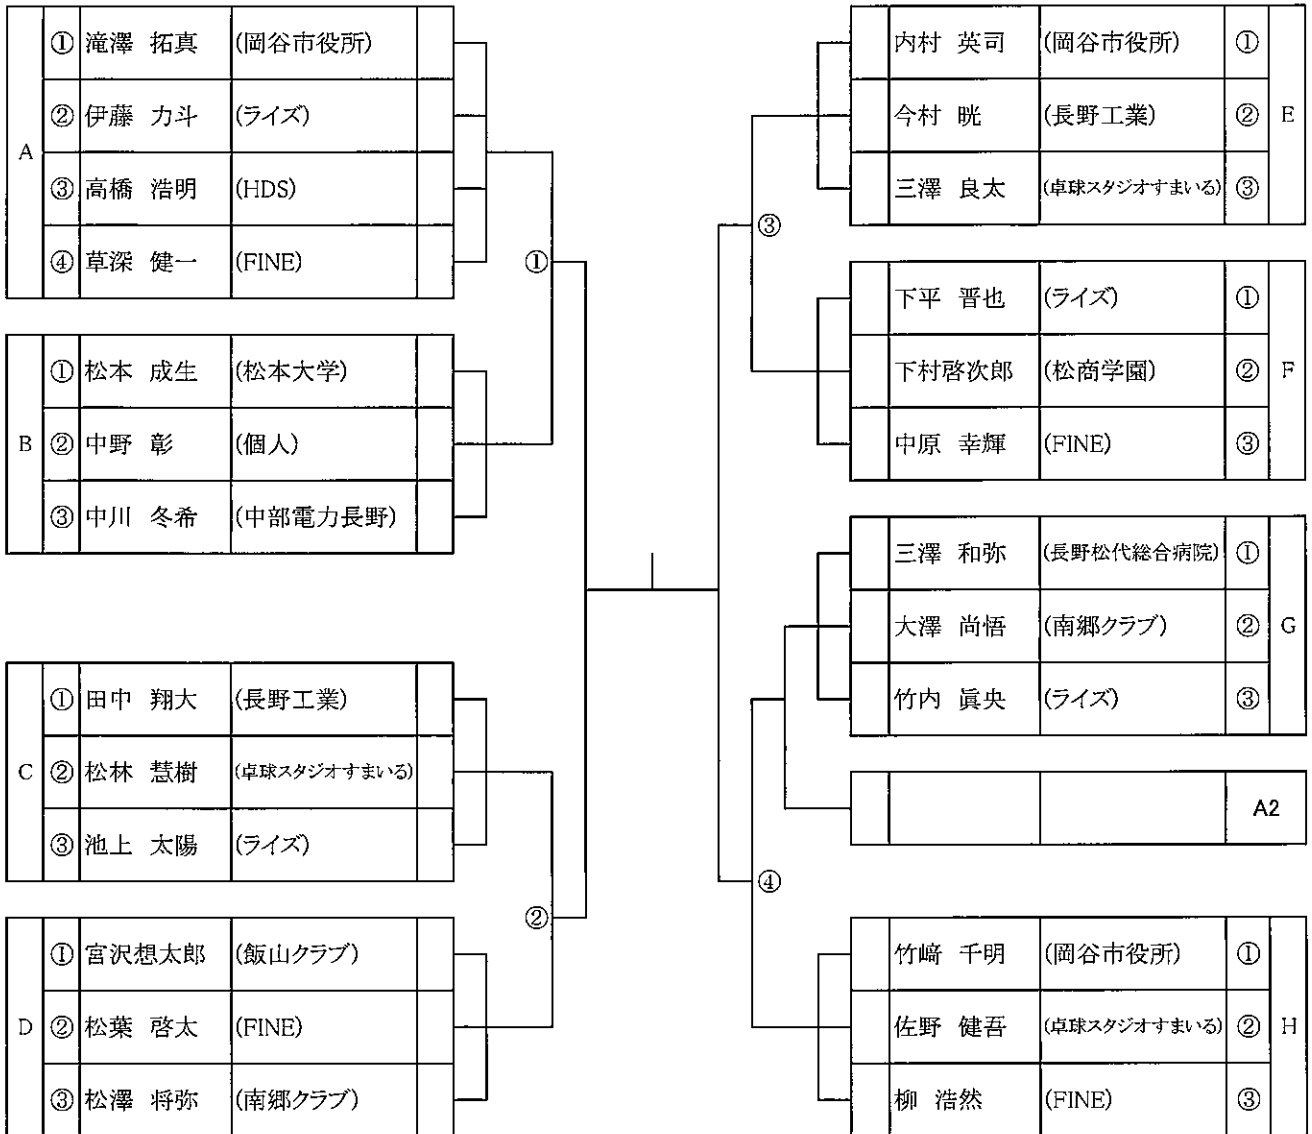 A
① 滝澤 拓真 (岡谷市役所)
② 伊藤 力斗 (ライズ)
③ 高橋 浩明 (HDS)
④ 草深 健一 (FINE)
①
B
① 松本 成生 (松本大学)
② 中野 彰 (個人)
③ 中川 冬希 (中部電力長野)
C
① 田中 翔大 (長野工業)
② 松林 慧樹 (卓球スタジオすまいる)
③ 池上 太陽 (ライズ)
②
D
① 宮沢想太郎 (飯山クラブ)
② 松葉 啓太 (FINE)
③ 松澤 将弥 (南郷クラブ)
内村 英司 (岡谷市役所) ①
今村 晄 (長野工業) ② E
三澤 良太 (卓球スタジオすまいる) ③
③
下平 晋也 (ライズ) ①
下村啓次郎 (松商学園) ② F
中原 幸輝 (FINE) ③
三澤 和弥 (長野松代総合病院) ①
大澤 尚悟 (南郷クラブ) ② G
竹内 眞央 (ライズ) ③
A2
④
竹﨑 千明 (岡谷市役所) ①
佐野 健吾 (卓球スタジオすまいる) ② H
柳 浩然 (FINE) ③